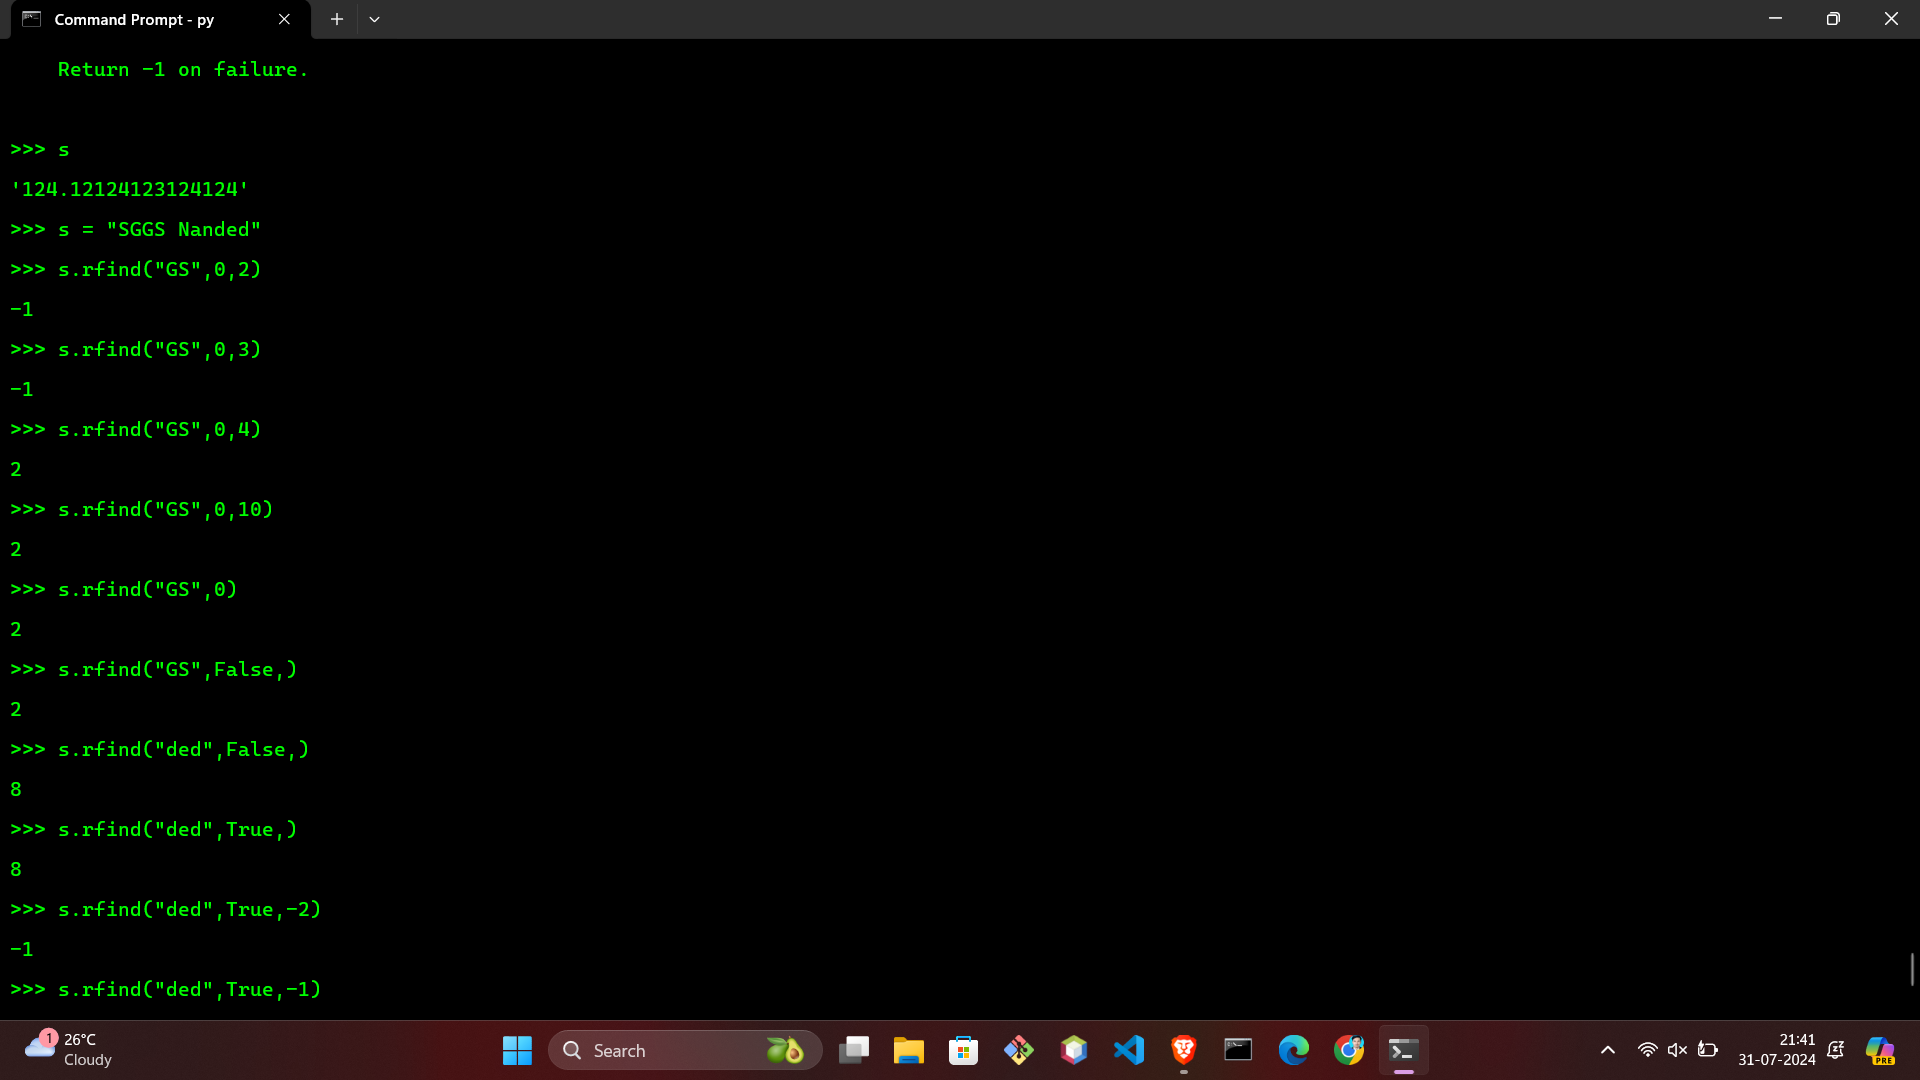 Command Prompt - py
Return -1 on failure.
>>> s
'124.12124123124124'
>>> s = "SGGS Nanded"
>>> s.rfind("GS",0,2)
-1
>>> s.rfind("GS",0,3)
-1
>>> s.rfind("GS",0,4)
2
>>> s.rfind("GS",0,10)
2
>>> s.rfind("GS",0)
2
>>> s.rfind("GS",False,)
2
>>> s.rfind("ded",False,)
8
>>> s.rfind("ded",True,)
8
>>> s.rfind("ded",True,-2)
-1
>>> s.rfind("ded",True,-1)
1
26°C
Cloudy
Search
21:41
31-07-2024
PRE